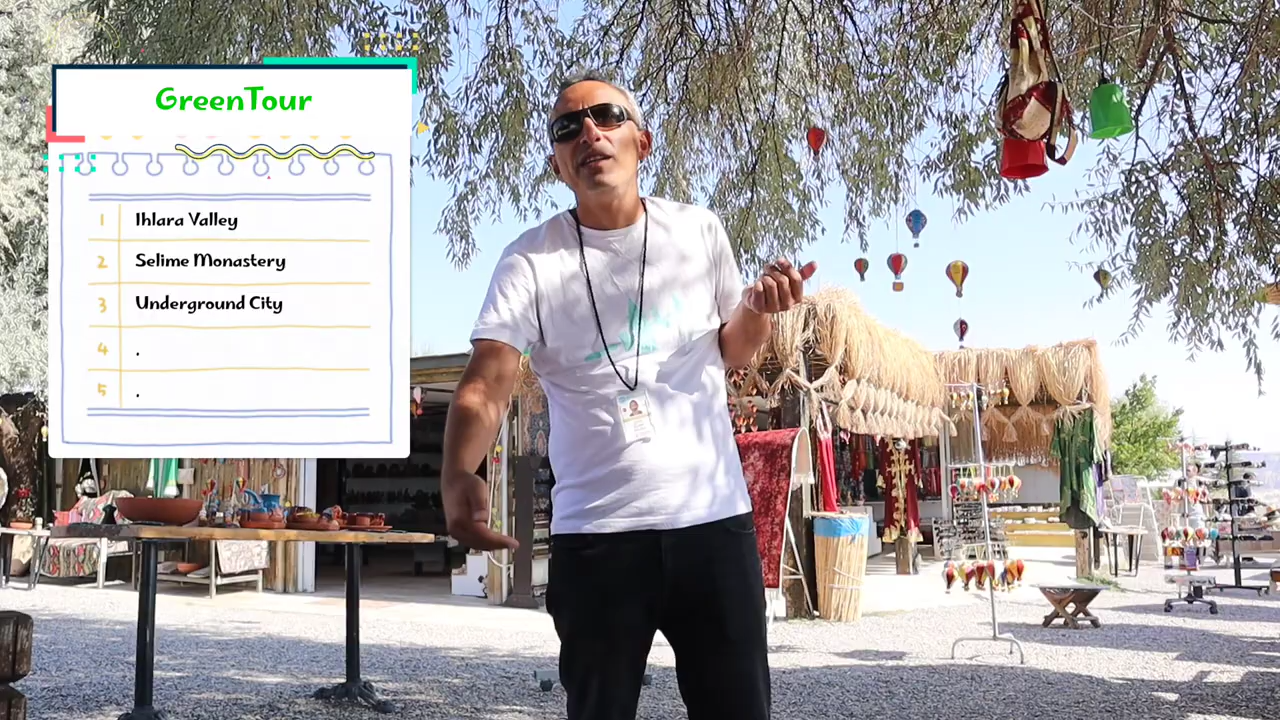 GreenTour
1 Ihlara Valley
2 Selime Monastery
3 Underground City
4 .
5 .